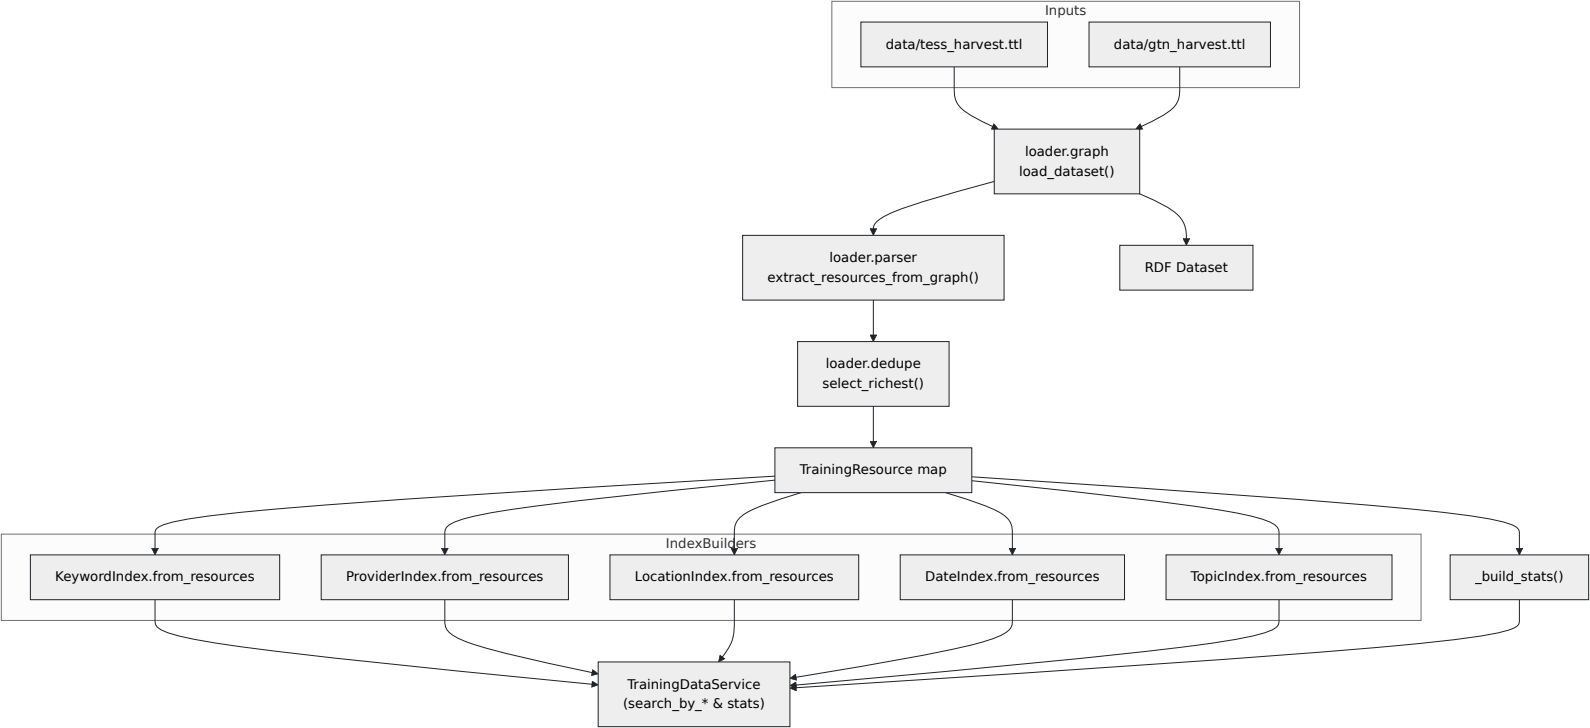 Inputs
data/tess_harvest.ttl
data/gtn_harvest.ttl
loader.graph
load_dataset()
loader.parser
extract_resources_from_graph()
RDF Dataset
loader.dedupe
select_richest()
TrainingResource map
IndexBuilders
KeywordIndex.from_resources
ProviderIndex.from_resources
LocationIndex.from_resources
DateIndex.from_resources
TopicIndex.from_resources
_build_stats()
TrainingDataService
(search_by_* & stats)